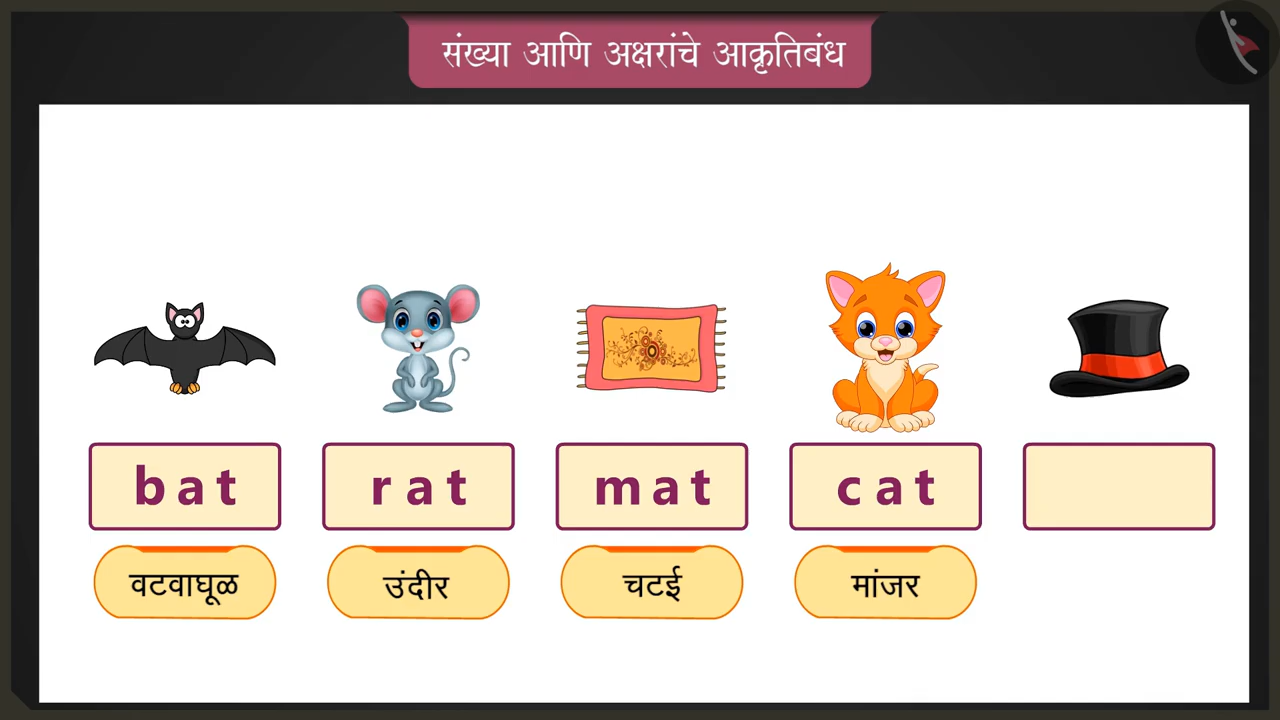 संख्या आणि अक्षरांचे आकृतिबंध
bat rat mat cat
वटवाघूळ उंदीर चटई मांजर